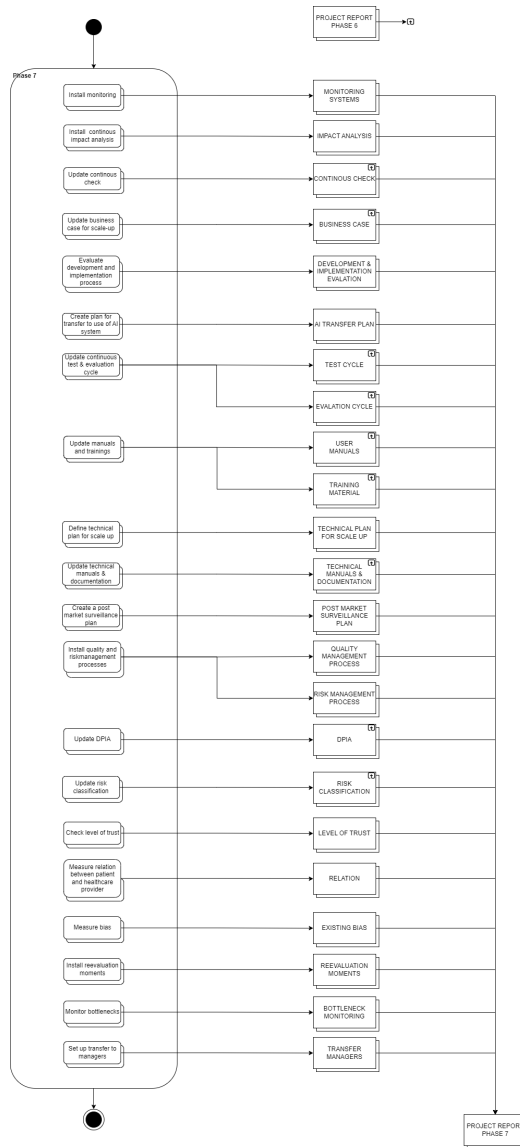 PROJECT REPORT
PHASE 6
Phase 7
Install monitoring
MONITORING
SYSTEMS
Install continous
impact analysis
IMPACT ANALYSIS
Update continous
check
CONTINOUS CHECK
Update business
case for scale-up
BUSINESS CASE
Evaluate
development and
implementation
process
DEVELOPMENT &
IMPLEMENTATION
EVALATION
Create plan for
transfer to use of AI
system
AI TRANSFER PLAN
Update continuous
test & evaluation
cycle
TEST CYCLE
EVALATION CYCLE
Update manuals
and trainings
USER
MANUALS
TRAINING
MATERIAL
Define technical
plan for scale up
TECHNICAL PLAN
FOR SCALE UP
Update technical
manuals &
documentation
TECHNICAL
MANUALS &
DOCUMENTATION
Create a post
market surveillance
plan
POST MARKET
SURVEILLANCE
PLAN
Install quality and
riskmanagement
processes
QUALITY
MANAGEMENT
PROCESS
RISK MANAGEMENT
PROCESS
Update DPIA
DPIA
Update risk
classification
RISK
CLASSIFICATION
Check level of trust
LEVEL OF TRUST
Measure relation
between patient
and healthcare
provider
RELATION
Measure bias
EXISTING BIAS
Install reevaluation
moments
REEVALUATION
MOMENTS
Monitor bottlenecks
BOTTLENECK
MONITORING
Set up transfer to
managers
TRANSFER
MANAGERS
PROJECT REPOR
PHASE 7